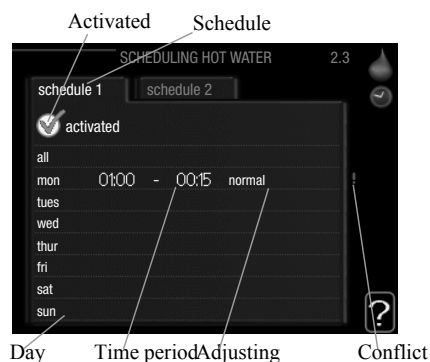 Activated Schedule
SCHEDULING HOT WATER 2.3
schedule 1 schedule 2
activated
all
mon 01:00 - 00:15 normal !
tues
wed
thur
fri
sat
sun
?
Day Time period Adjusting Conflict